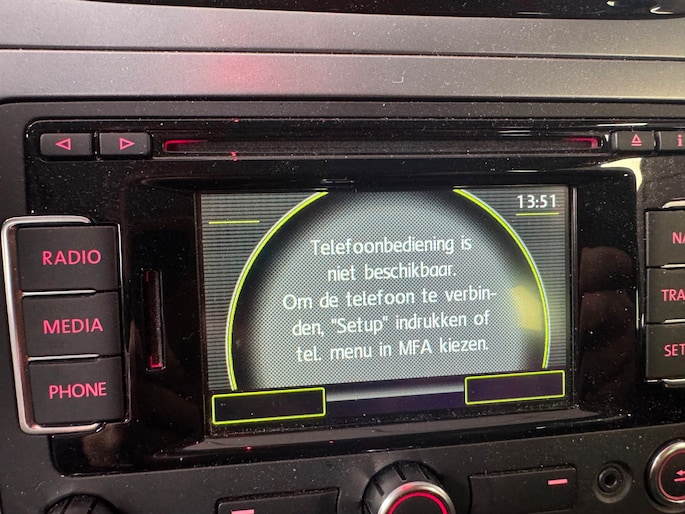 13:51
RADIO
MEDIA
PHONE
Telefoonbediening is
niet beschikbaar.
Om de telefoon te verbin-
den, "Setup" indrukken of
tel. menu in MFA kiezen.